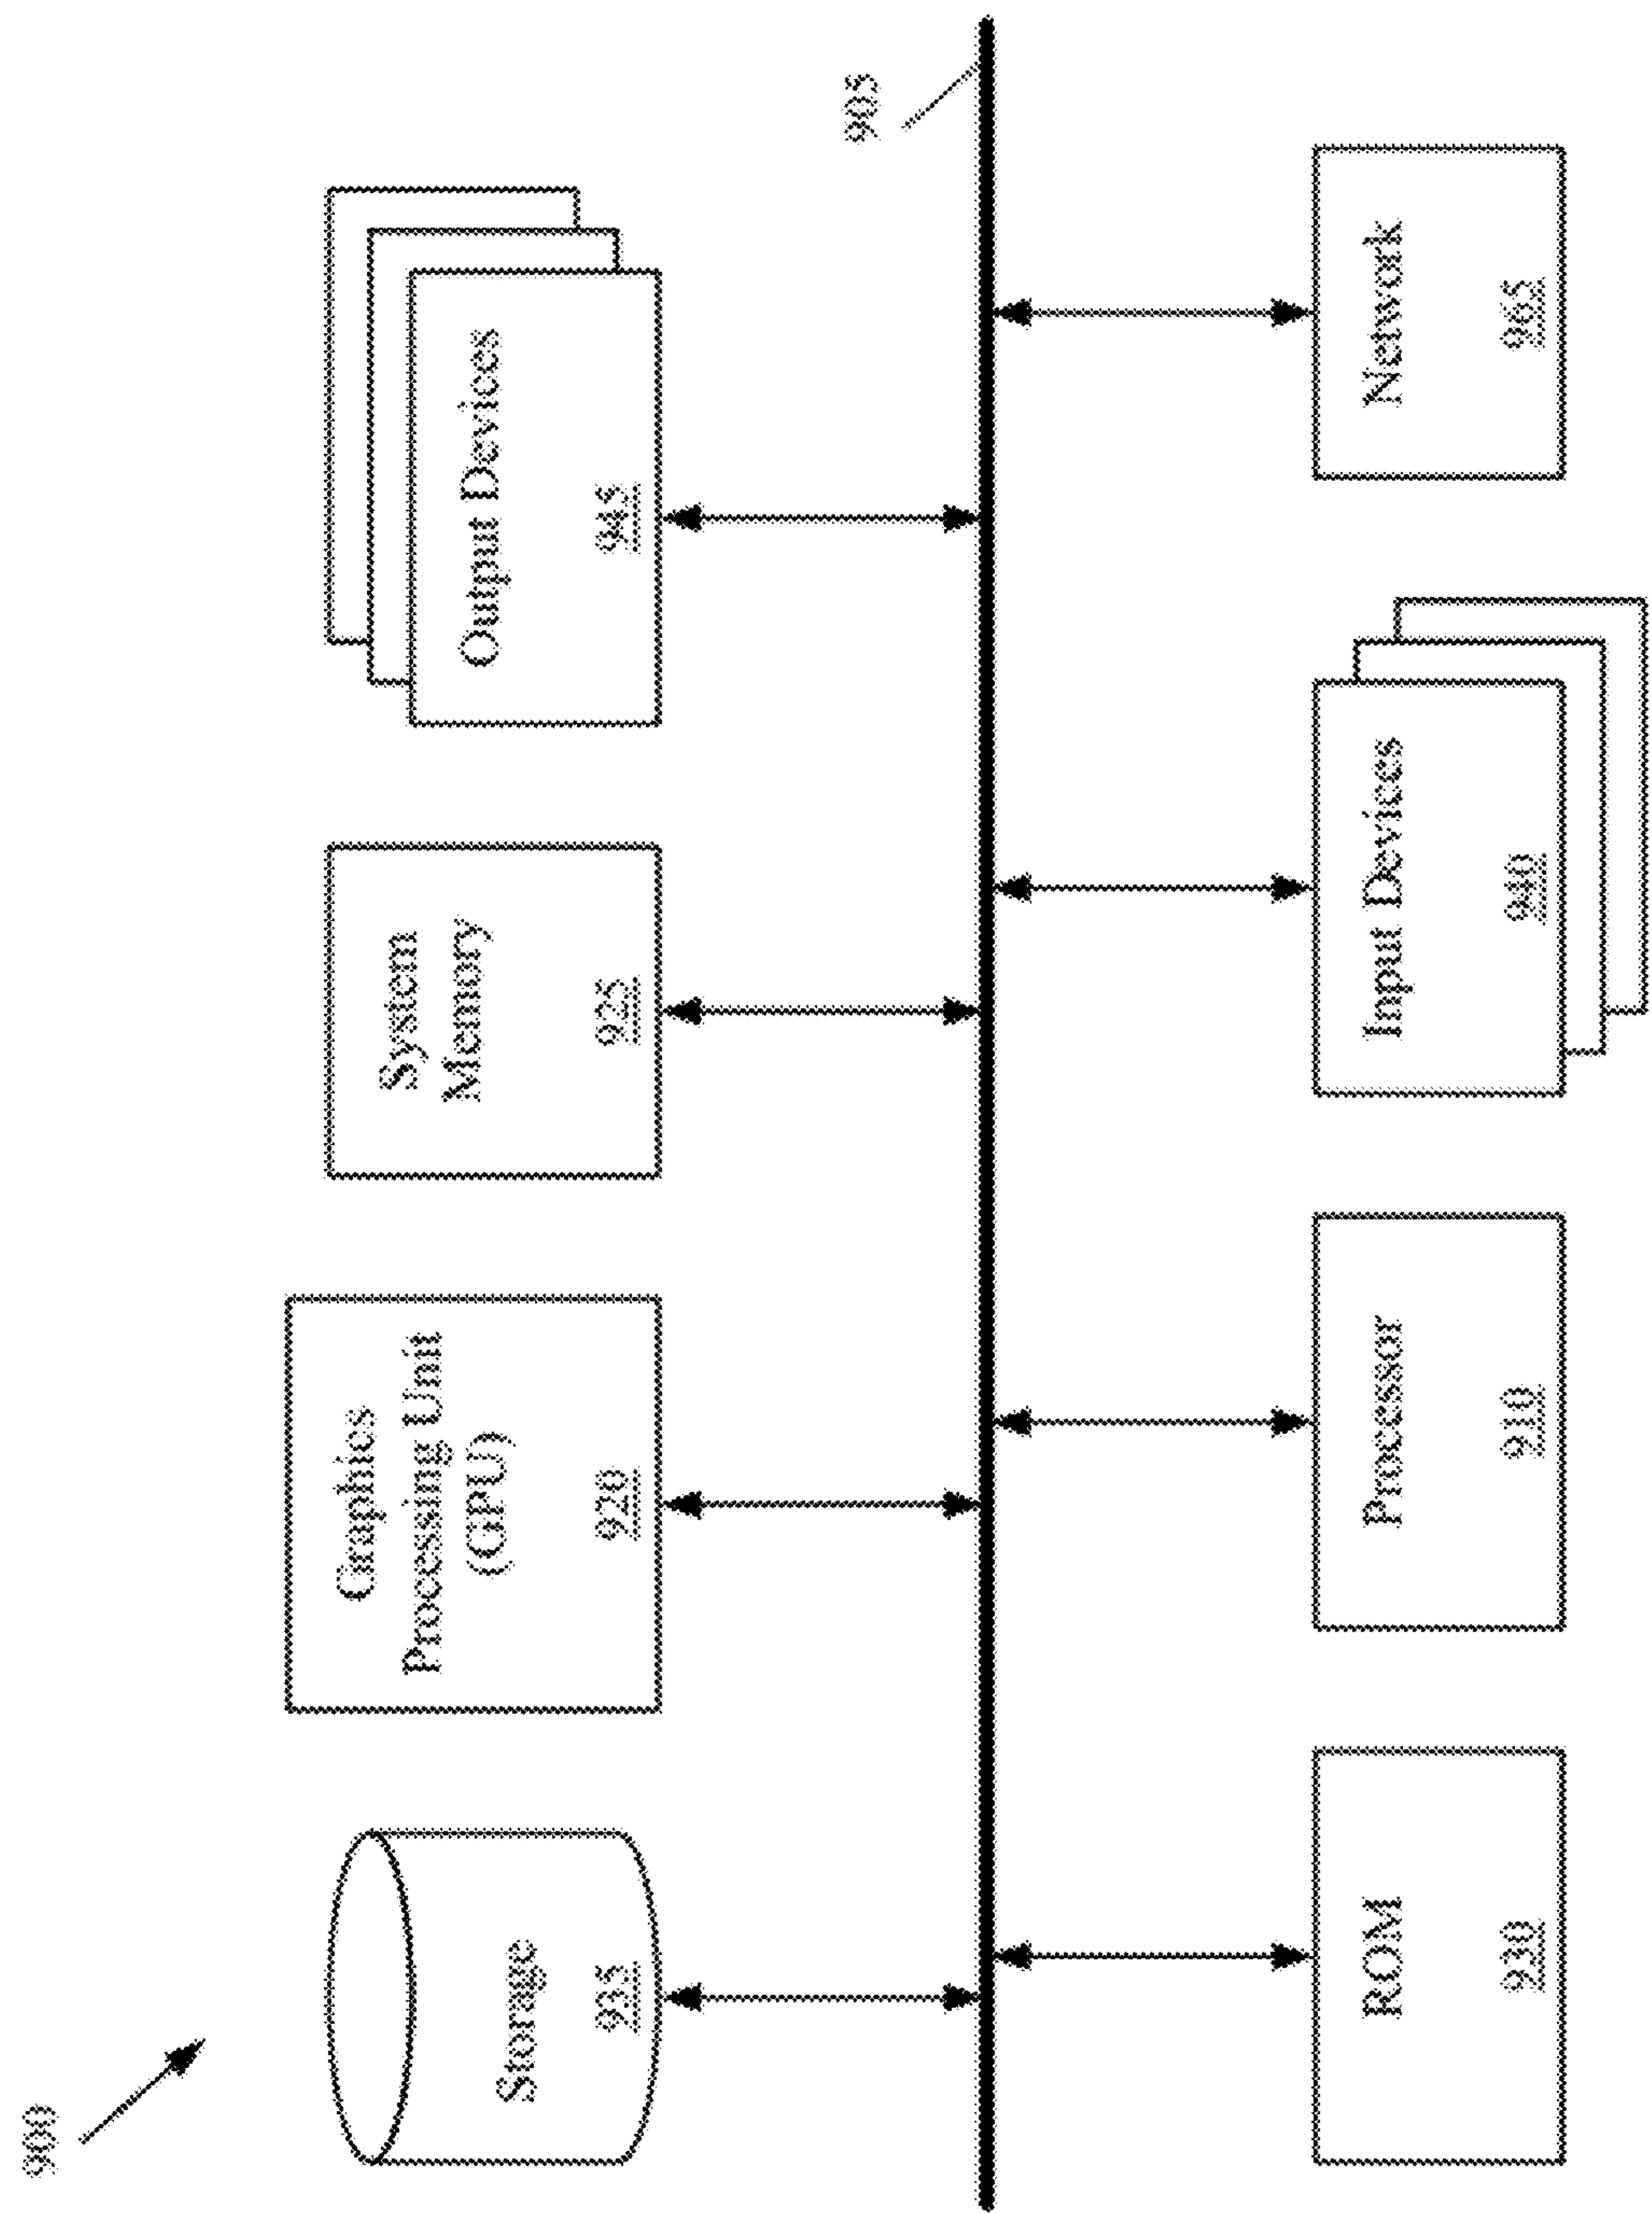 900
905
Storage
935
Graphics
Processing Unit
(GPU)
920
System
Memory
925
Output Devices
945
ROM
930
Processor
910
Input Devices
940
Network
965